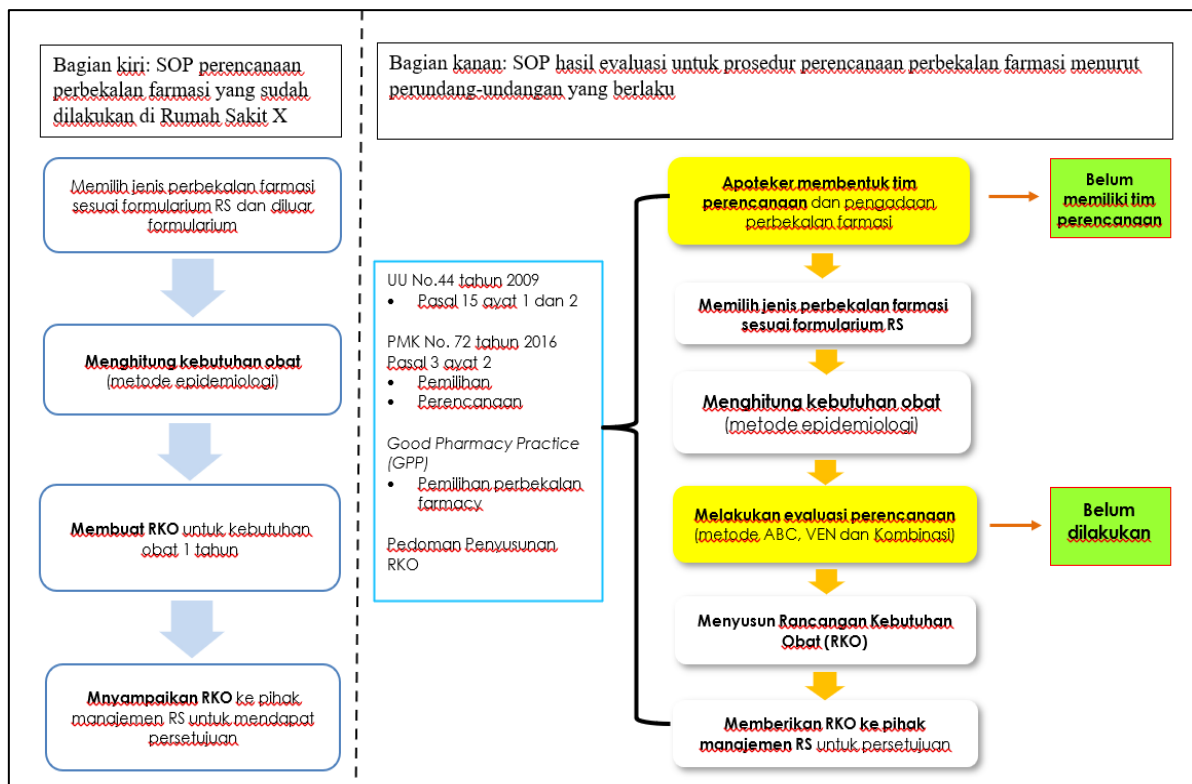 Bagian kiri: SOP perencanaan
perbekalan farmasi yang sudah
dilakukan di Rumah Sakit X
Memilih jenis perbekalan farmasi
sesuai formularium RS dan diluar
formularium
Menghitung kebutuhan obat
(metode epidemiologi)
Membuat RKO untuk kebutuhan
obat 1 tahun
Mnyampaikan RKO ke pihak
manajemen RS untuk mendapat
persetujuan
Bagian kanan: SOP hasil evaluasi untuk prosedur perencanaan perbekalan farmasi menurut
perundang-undangan yang berlaku
UU No.44 tahun 2009
• Pasal 15 ayat 1 dan 2
PMK No. 72 tahun 2016
Pasal 3 ayat 2
• Pemilihan
• Perencanaan
Good Pharmacy Practice
(GPP)
• Pemilihan perbekalan
farmacy
Pedoman Penyusunan
RKO
Apoteker membentuk tim
perencanaan dan pengadaan
perbekalan farmasi
Belum
memiliki tim
perencanaan
Memilih jenis perbekalan farmasi
sesuai formularium RS
Menghitung kebutuhan obat
(metode epidemiologi)
Melakukan evaluasi perencanaan
(metode ABC, VEN dan Kombinasi)
Belum
dilakukan
Menyusun Rancangan Kebutuhan
Obat (RKO)
Memberikan RKO ke pihak
manajemen RS untuk persetujuan